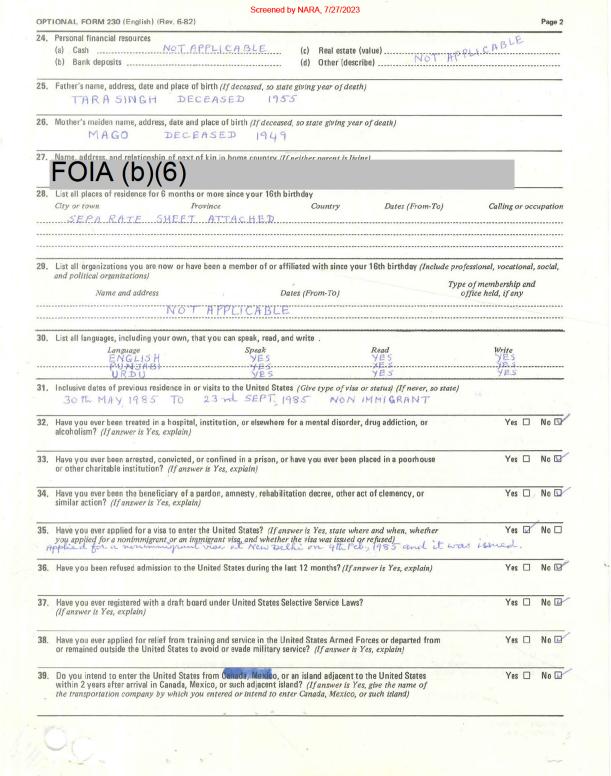 Screened by NARA, 7/27/2023
OPTIONAL FORM 230 (English) (Rev. 6-82) Page 2
24. Personal financial resources
(a) Cash NOT APPLICABLE (c) Real estate (value)
(b) Bank deposits (d) Other (describe) NOT APPLICABLE
25. Father's name, address, date and place of birth (If deceased, so state giving year of death)
TARA SINGH DECEASED 1955
26. Mother's maiden name, address, date and place of birth (If deceased, so state giving year of death)
MAGO DECEASED 1949
27. Name, address, and relationship of next of kin in home country (If neither parent is living)
FOIA (b)(6)
28. List all places of residence for 6 months or more since your 16th birthday
City or town Province Country Dates (From-To) Calling or occupation
SEPARATE SHEET ATTACHED
29. List all organizations you are now or have been a member of or affiliated with since your 16th birthday (Include professional, vocational, social,
and political organizations)
Type of membership and
Name and address Dates (From-To) office held, if any
NOT APPLICABLE
30. List all languages, including your own, that you can speak, read, and write .
Language Speak Read Write
ENGLISH YES YES YES
PUNJABI YES YES YES
URDU YES YES YES
31. Inclusive dates of previous residence in or visits to the United States (Give type of visa or status) (If never, so state)
30th MAY 1985 TO 23rd SEPT, 1985 NON IMMIGRANT
32. Have you ever been treated in a hospital, institution, or elsewhere for a mental disorder, drug addiction, or Yes ☐ No ☑
alcoholism? (If answer is Yes, explain)
33. Have you ever been arrested, convicted, or confined in a prison, or have you ever been placed in a poorhouse Yes ☐ No ☑
or other charitable institution? (If answer is Yes, explain)
34. Have you ever been the beneficiary of a pardon, amnesty, rehabilitation decree, other act of clemency, or Yes ☐ No ☑
similar action? (If answer is Yes, explain)
35. Have you ever applied for a visa to enter the United States? (If answer is Yes, state where and when, whether Yes ☑ No ☐
you applied for a nonimmigrant or an immigrant visa, and whether the visa was issued or refused)
Applied for a nonimmigrant visa at New Delhi on 4th Feb, 1985 and it was issued.
36. Have you been refused admission to the United States during the last 12 months? (If answer is Yes, explain) Yes ☐ No ☑
37. Have you ever registered with a draft board under United States Selective Service Laws? Yes ☐ No ☑
(If answer is Yes, explain)
38. Have you ever applied for relief from training and service in the United States Armed Forces or departed from Yes ☐ No ☑
or remained outside the United States to avoid or evade military service? (If answer is Yes, explain)
39. Do you intend to enter the United States from Canada, Mexico, or an island adjacent to the United States Yes ☐ No ☑
within 2 years after arrival in Canada, Mexico, or such adjacent island? (If answer is Yes, give the name of
the transportation company by which you entered or intend to enter Canada, Mexico, or such island)